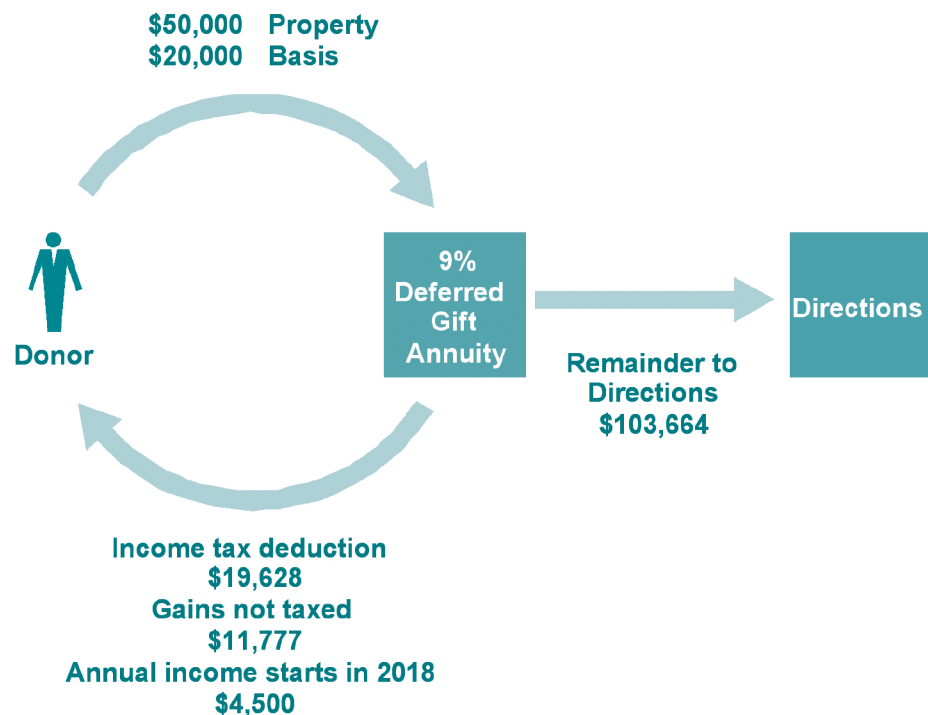 $50,000 Property
$20,000 Basis
Donor
9%
Deferred
Gift
Annuity
Remainder to
Directions
$103,664
Directions
Income tax deduction
$19,628
Gains not taxed
$11,777
Annual income starts in 2018
$4,500